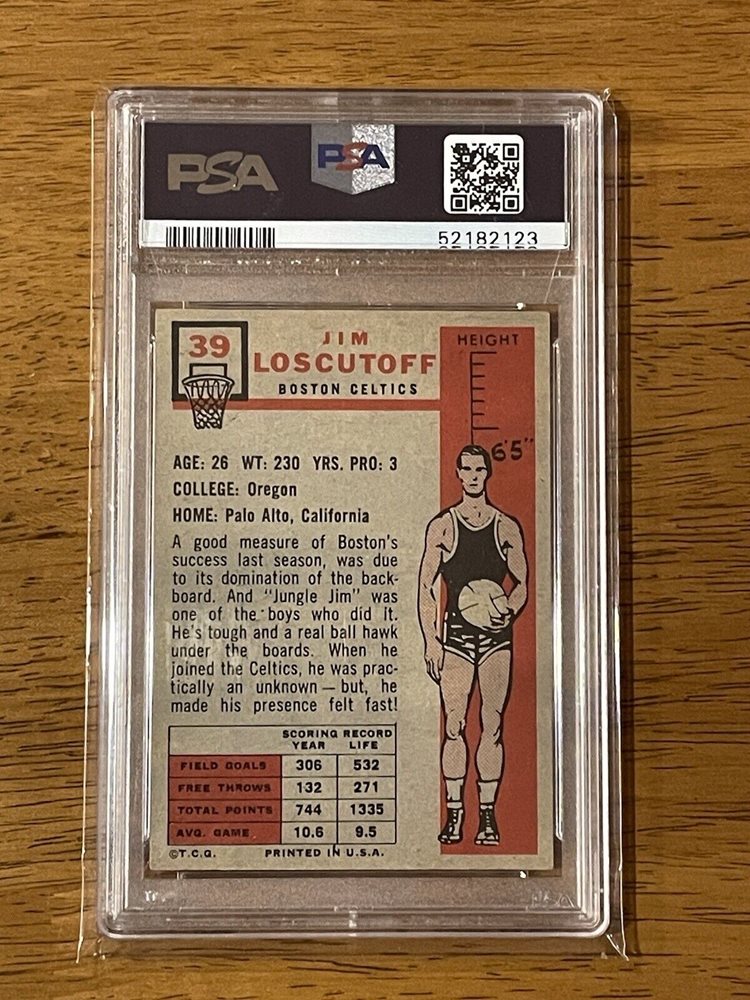 PSA
PSA
52182123
39
JIM
LOSCUTOFF
BOSTON CELTICS
HEIGHT
6'5"
AGE: 26 WT: 230 YRS. PRO: 3
COLLEGE: Oregon
HOME: Palo Alto, California
A good measure of Boston's
success last season, was due
to its domination of the back-
board. And "Jungle Jim" was
one of the boys who did it.
He's tough and a real ball hawk
under the boards. When he
joined the Celtics, he was prac-
tically an unknown — but, he
made his presence felt fast!
SCORING RECORD
YEAR LIFE
FIELD GOALS 306 532
FREE THROWS 132 271
TOTAL POINTS 744 1335
AVG. GAME 10.6 9.5
©T.C.G. PRINTED IN U.S.A.